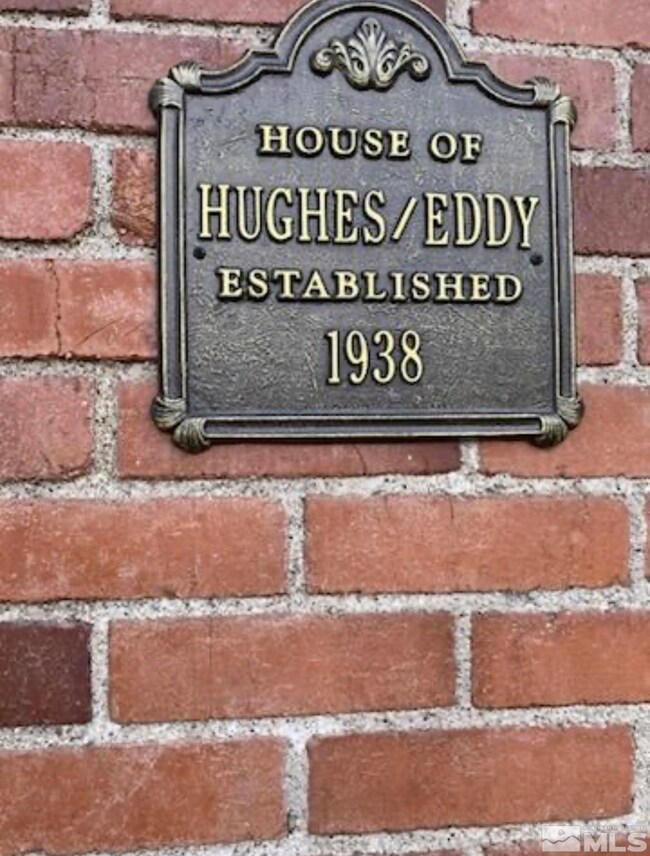 HOUSE OF
HUGHES/EDDY
ESTABLISHED
1938
MLS